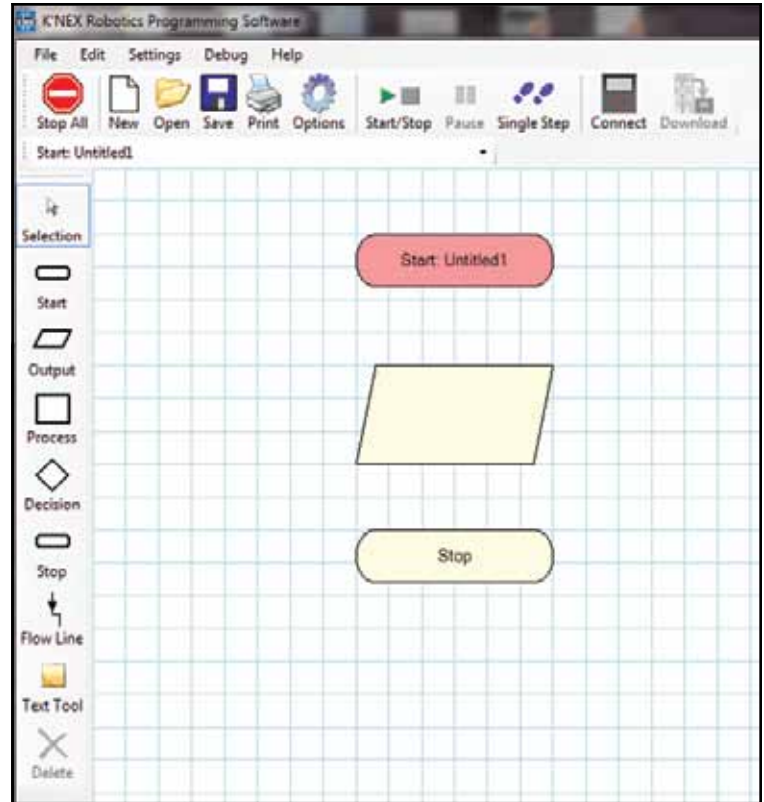 K'NEX Robotics Programming Software
File Edit Settings Debug Help
Stop All New Open Save Print Options Start/Stop Pause Single Step Connect Download
Start: Untitled1
Selection
Start: Untitled1
Start
Output
Process
Decision
Stop
Stop
Flow Line
Text Tool
Delete